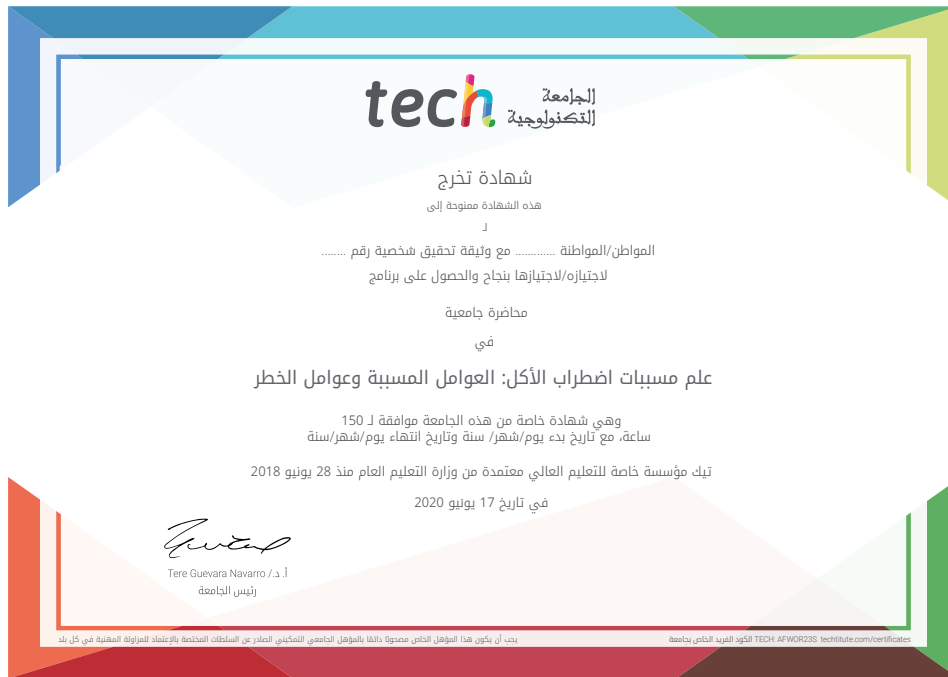 tech الجامعة
التكنولوجية
شهادة تخرج
هذه الشهادة ممنوحة إلى
لـ
المواطن/المواطنة ............ مع وثيقة تحقيق شخصية رقم ........
لاجتيازه/لاجتيازها بنجاح والحصول على برنامج
محاضرة جامعية
في
علم مسببات اضطراب الأكل: العوامل المسببة وعوامل الخطر
وهي شهادة خاصة من هذه الجامعة موافقة لـ 150
ساعة، مع تاريخ بدء يوم/شهر/ سنة وتاريخ انتهاء يوم/شهر/سنة
تيك مؤسسة خاصة للتعليم العالي معتمدة من وزارة التعليم العام منذ 28 يونيو 2018
في تاريخ 17 يونيو 2020
أ. د./ Tere Guevara Navarro
رئيس الجامعة
يجب أن يكون هذا المؤهل الخاص مصحوبًا دائمًا بالمؤهل الجامعي التمكيني الصادر عن السلطات المختصة بالإعتماد للمزاولة المهنية في كل بلد
الكود الفريد الخاص بجامعة TECH: AFWOR23S techtitute.com/certificates